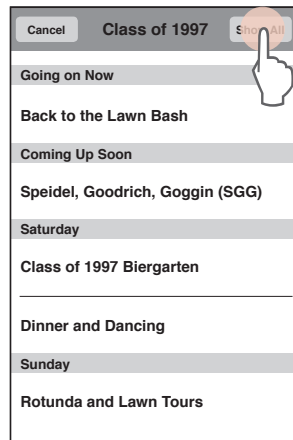 Cancel Class of 1997 Show All
Going on Now
Back to the Lawn Bash
Coming Up Soon
Speidel, Goodrich, Goggin (SGG)
Saturday
Class of 1997 Biergarten
Dinner and Dancing
Sunday
Rotunda and Lawn Tours